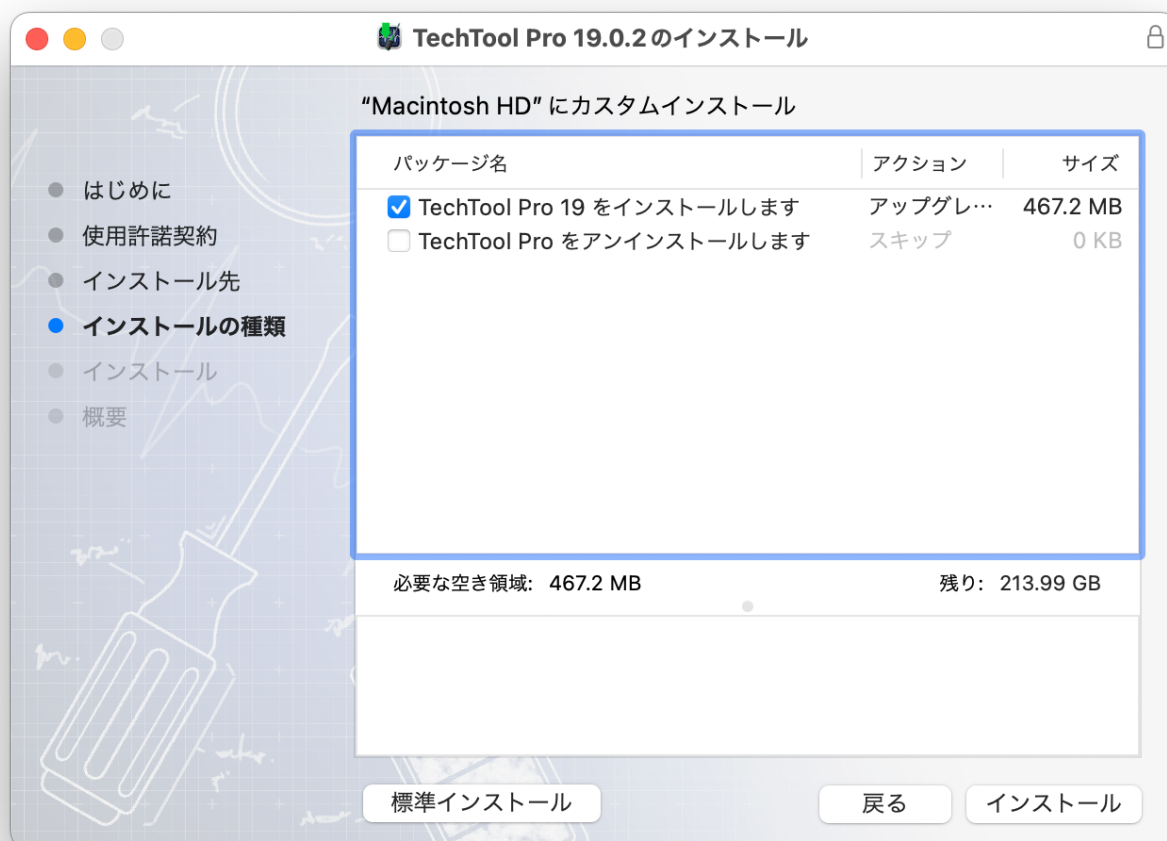 TechTool Pro 19.0.2のインストール
“Macintosh HD” にカスタムインストール
はじめに
使用許諾契約
インストール先
インストールの種類
インストール
概要
パッケージ名 アクション サイズ
TechTool Pro 19 をインストールします アップグレ… 467.2 MB
TechTool Pro をアンインストールします スキップ 0 KB
必要な空き領域: 467.2 MB 残り: 213.99 GB
標準インストール 戻る インストール